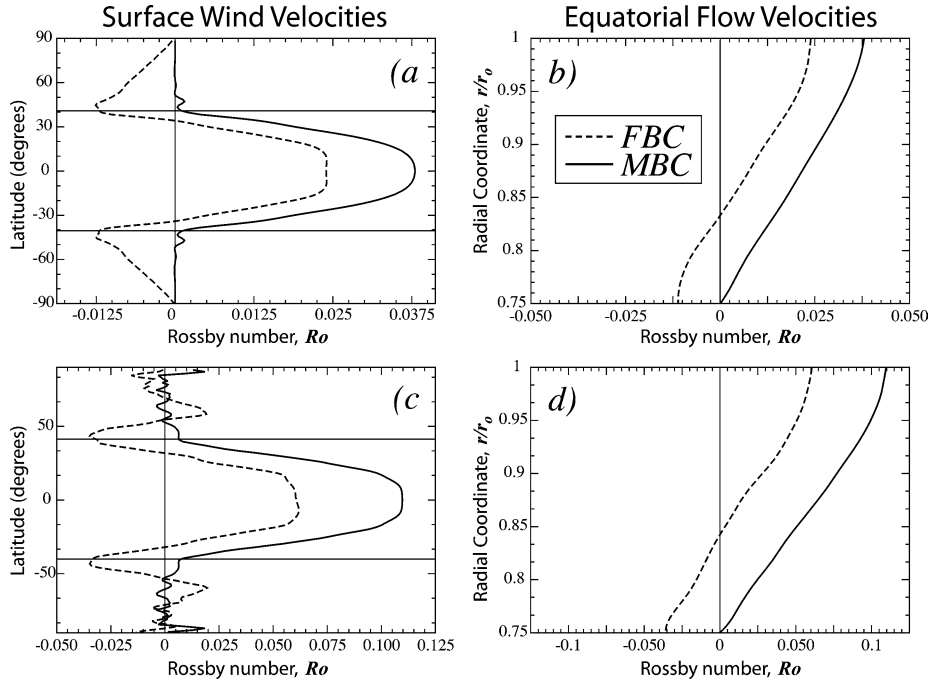 Surface Wind Velocities
Equatorial Flow Velocities
90
60
30
0
-30
-60
-90
Latitude (degrees)
(a
-0.0125
0
0.0125
0.025
0.0375
Rossby number, Ro
1
0.95
0.9
0.85
0.8
0.75
Radial Coordinate, r/ro
b)
FBC
MBC
-0.050
-0.025
0
0.025
0.050
Rossby number, Ro
50
0
-50
Latitude (degrees)
(c
-0.050
-0.025
0
0.025
0.050
0.075
0.100
0.125
Rossby number, Ro
1
0.95
0.9
0.85
0.8
0.75
Radial Coordinate, r/ro
d)
-0.1
-0.050
0
0.050
0.1
Rossby number, Ro